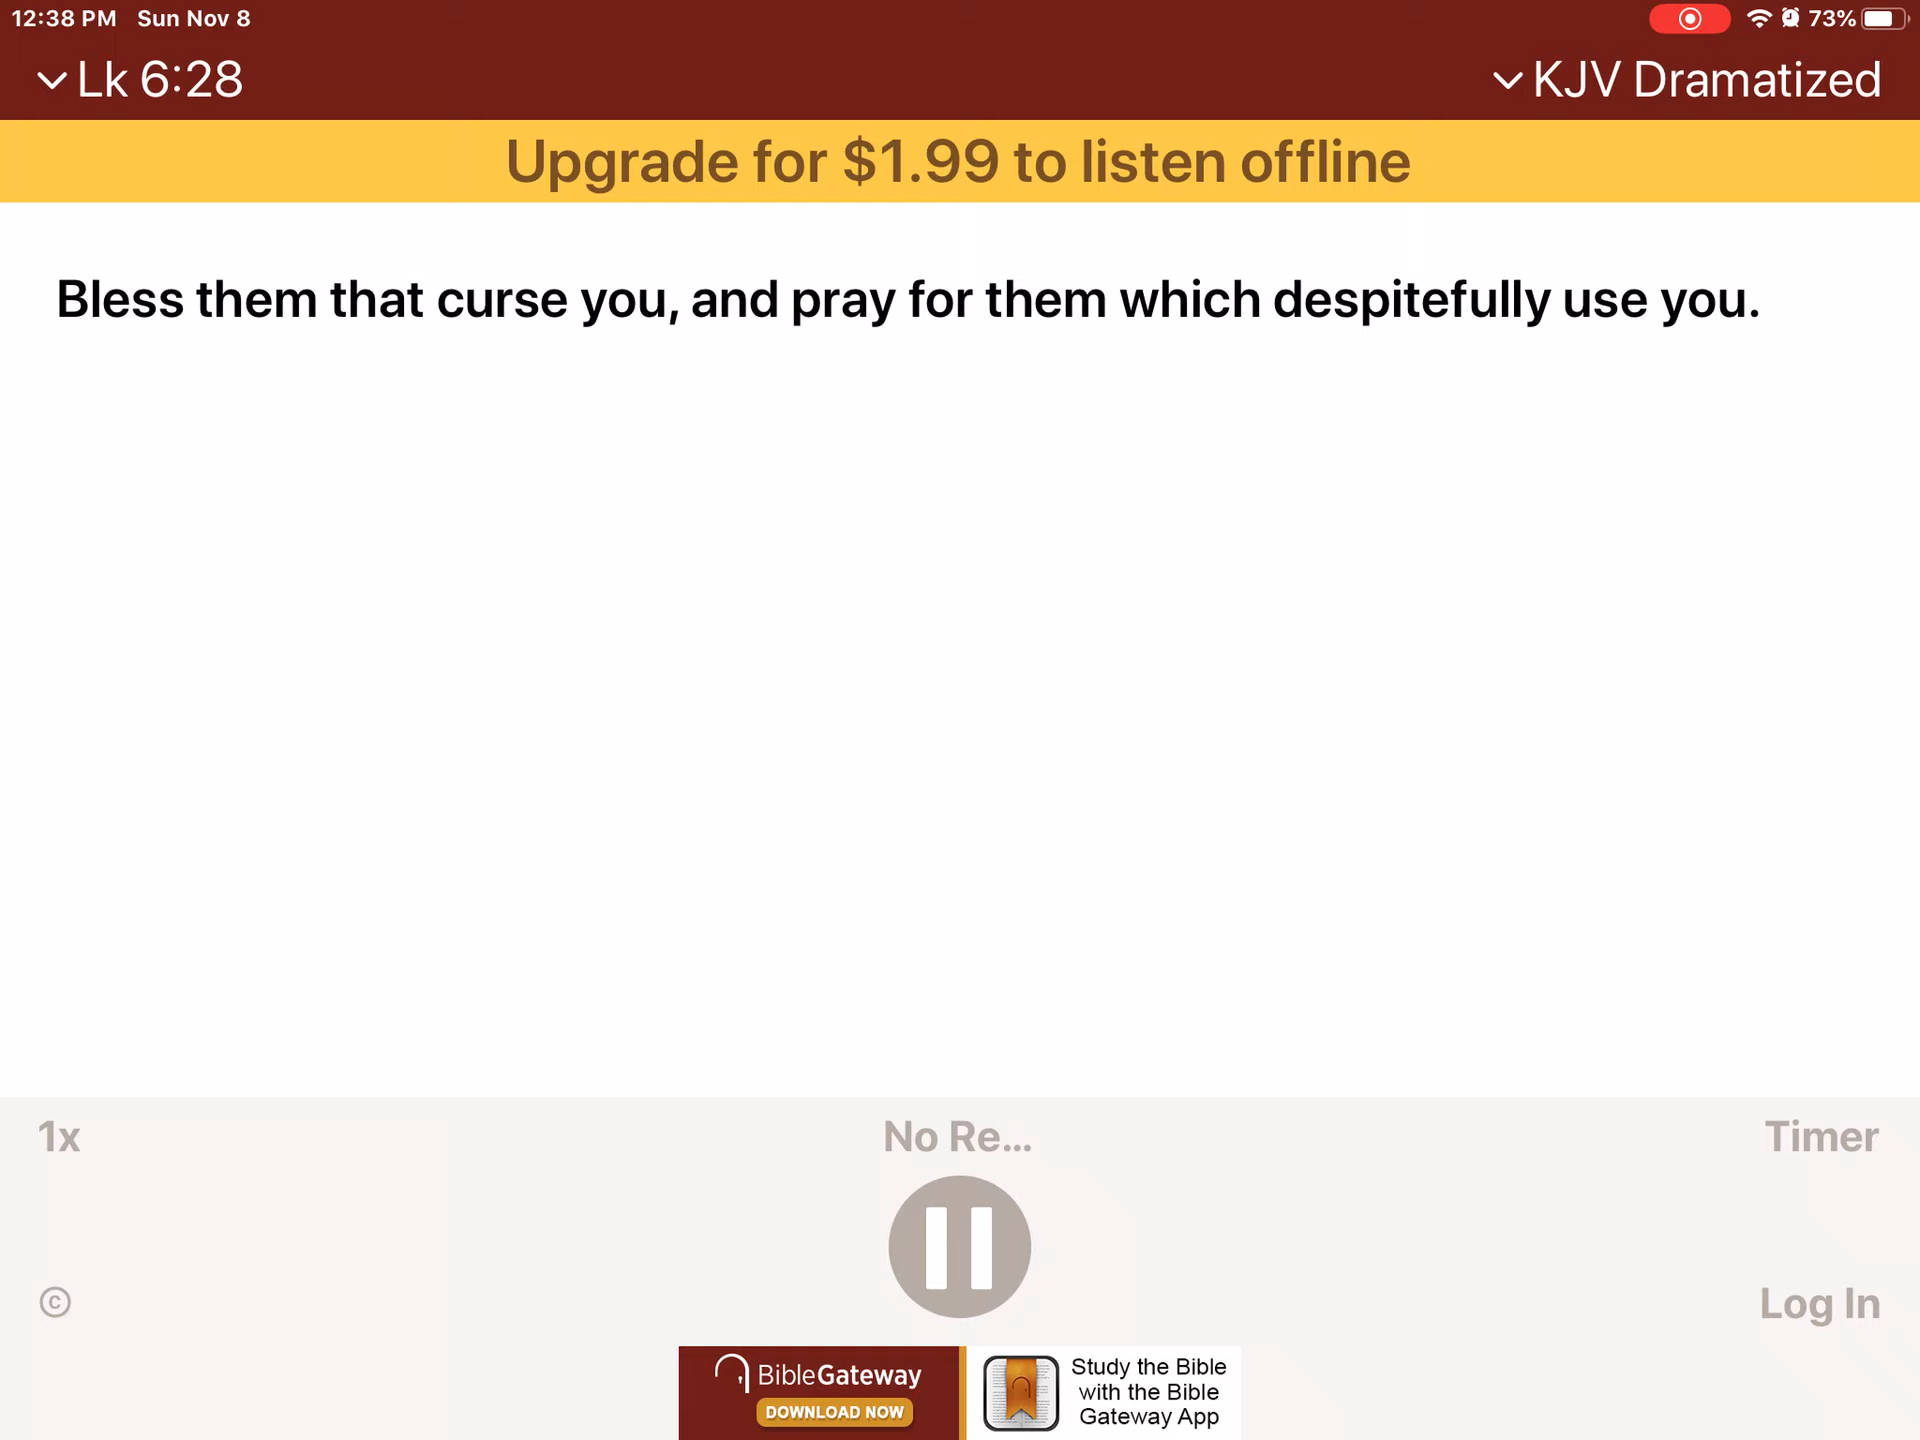 12:38 PM Sun Nov 8 73%
Lk 6:28 KJV Dramatized
Upgrade for $1.99 to listen offline
Bless them that curse you, and pray for them which despitefully use you.
1x No Re... Timer
© Log In
BibleGateway
DOWNLOAD NOW
Study the Bible
with the Bible
Gateway App